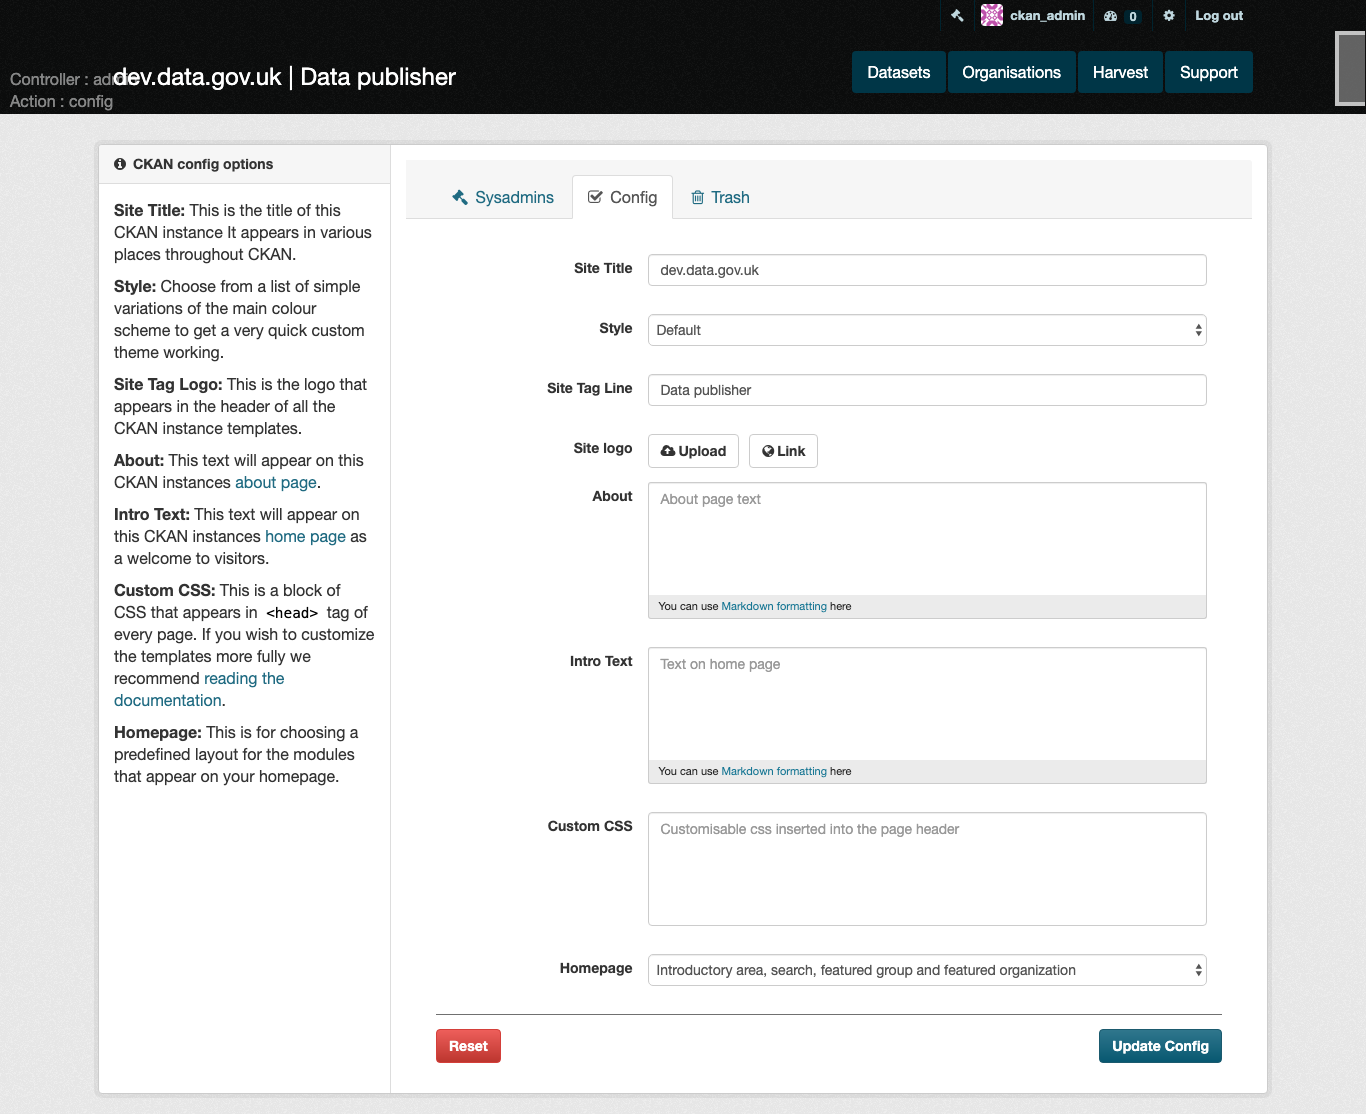 ckan_admin
0
Log out
Controller : adm
Action : config
dev.data.gov.uk | Data publisher
Datasets
Organisations
Harvest
Support
CKAN config options
Site Title: This is the title of this
CKAN instance It appears in various
places throughout CKAN.
Style: Choose from a list of simple
variations of the main colour
scheme to get a very quick custom
theme working.
Site Tag Logo: This is the logo that
appears in the header of all the
CKAN instance templates.
About: This text will appear on this
CKAN instances about page.
Intro Text: This text will appear on
this CKAN instances home page as
a welcome to visitors.
Custom CSS: This is a block of
CSS that appears in <head> tag of
every page. If you wish to customize
the templates more fully we
recommend reading the
documentation.
Homepage: This is for choosing a
predefined layout for the modules
that appear on your homepage.
Sysadmins
Config
Trash
Site Title
dev.data.gov.uk
Style
Default
Site Tag Line
Data publisher
Site logo
Upload
Link
About
About page text
You can use Markdown formatting here
Intro Text
Text on home page
You can use Markdown formatting here
Custom CSS
Customisable css inserted into the page header
Homepage
Introductory area, search, featured group and featured organization
Reset
Update Config